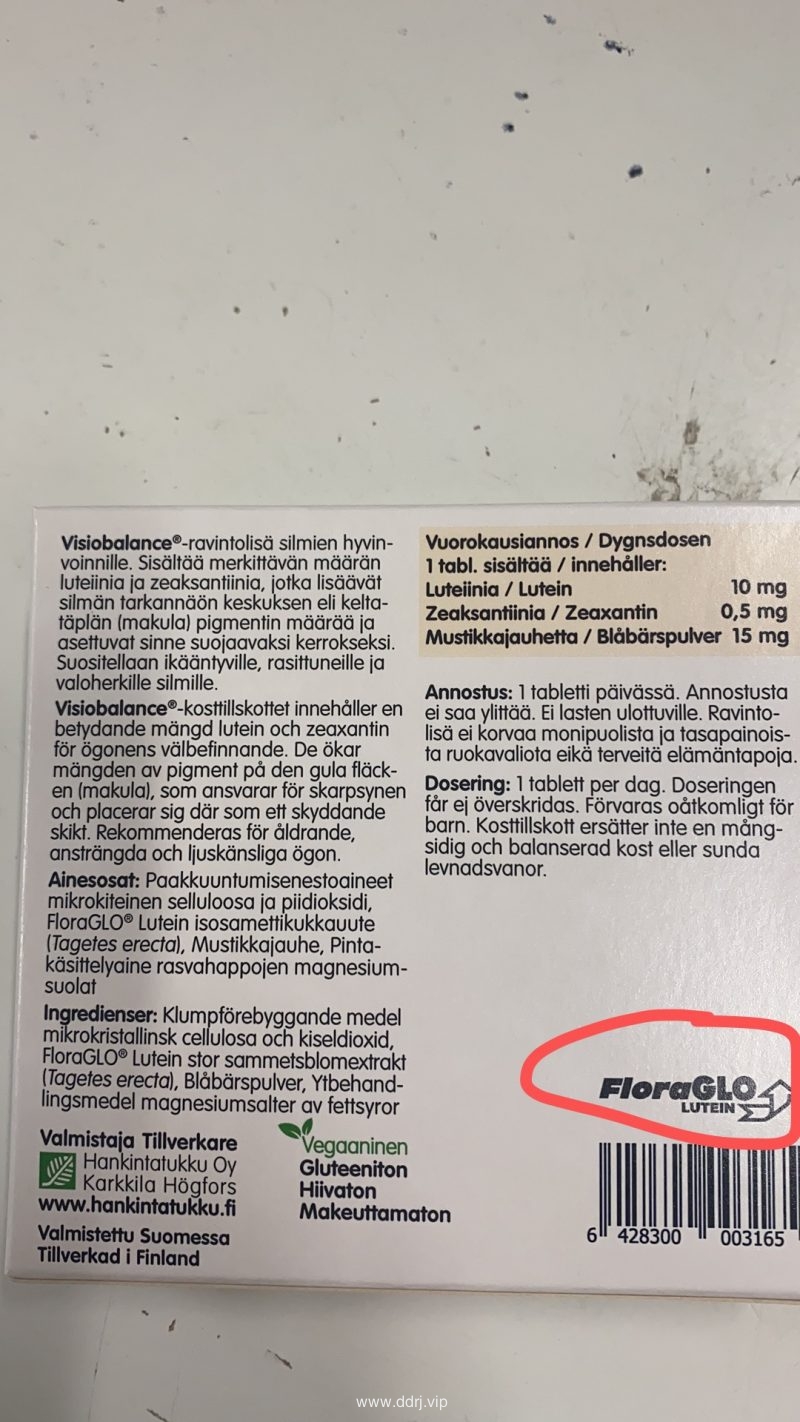 Visiobalance®-ravintolisä silmien hyvin-
voinnille. Sisältää merkittävän määrän
luteiinia ja zeaksantiinia, jotka lisäävät
silmän tarkannäön keskuksen eli kelta-
täplän (makula) pigmentin määrää ja
asettuvat sinne suojaavaksi kerrokseksi.
Suositellaan ikääntyville, rasittuneille ja
valoherkille silmille.
Visiobalance®-kosttillskottet innehåller en
betydande mängd lutein och zeaxantin
för ögonens välbefinnande. De ökar
mängden av pigment på den gula fläck-
en (makula), som ansvarar för skarpsynen
och placerar sig där som ett skyddande
skikt. Rekommenderas för åldrande,
ansträngda och ljuskänsliga ögon.
Ainesosat: Paakkuuntumisenestoaineet
mikrokiteinen selluloosa ja piidioksidi,
FloraGLO® Lutein isosamettikukkauute
(Tagetes erecta), Mustikkajauhe, Pinta-
käsittelyaine rasvahappojen magnesium-
suolat
Ingredienser: Klumpförebyggande medel
mikrokristallinsk cellulosa och kiseldioxid,
FloraGLO® Lutein stor sammetsblomextrakt
(Tagetes erecta), Blåbärspulver, Ytbehand-
lingsmedel magnesiumsalter av fettsyror
Valmistaja Tillverkare
Hankintatukku Oy
Karkkila Högfors
www.hankintatukku.fi
Valmistettu Suomessa
Tillverkad i Finland
Vegaaninen
Gluteeniton
Hiivaton
Makeuttamaton
Vuorokausiannos / Dygnsdosen
1 tabl. sisältää / innehåller:
Luteiinia / Lutein 10 mg
Zeaksantiinia / Zeaxantin 0,5 mg
Mustikkajauhetta / Blåbärspulver 15 mg
Annostus: 1 tabletti päivässä. Annostusta
ei saa ylittää. Ei lasten ulottuville. Ravinto-
lisä ei korvaa monipuolista ja tasapainois-
ta ruokavaliota eikä terveitä elämäntapoja.
Dosering: 1 tablett per dag. Doseringen
får ej överskridas. Förvaras oåtkomligt för
barn. Kosttillskott ersätter inte en mång-
sidig och balanserad kost eller sunda
levnadsvanor.
FloraGLO
LUTEIN
6 428300 003165
www.ddrj.vip